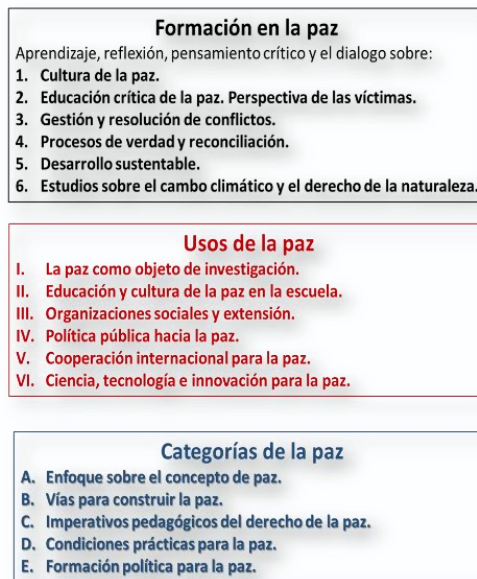 Formación en la paz
Aprendizaje, reflexión, pensamiento crítico y el dialogo sobre:
1. Cultura de la paz.
2. Educación crítica de la paz. Perspectiva de las víctimas.
3. Gestión y resolución de conflictos.
4. Procesos de verdad y reconciliación.
5. Desarrollo sustentable.
6. Estudios sobre el cambo climático y el derecho de la naturaleza.
Usos de la paz
I. La paz como objeto de investigación.
II. Educación y cultura de la paz en la escuela.
III. Organizaciones sociales y extensión.
IV. Política pública hacia la paz.
V. Cooperación internacional para la paz.
VI. Ciencia, tecnología e innovación para la paz.
Categorías de la paz
A. Enfoque sobre el concepto de paz.
B. Vías para construir la paz.
C. Imperativos pedagógicos del derecho de la paz.
D. Condiciones prácticas para la paz.
E. Formación política para la paz.